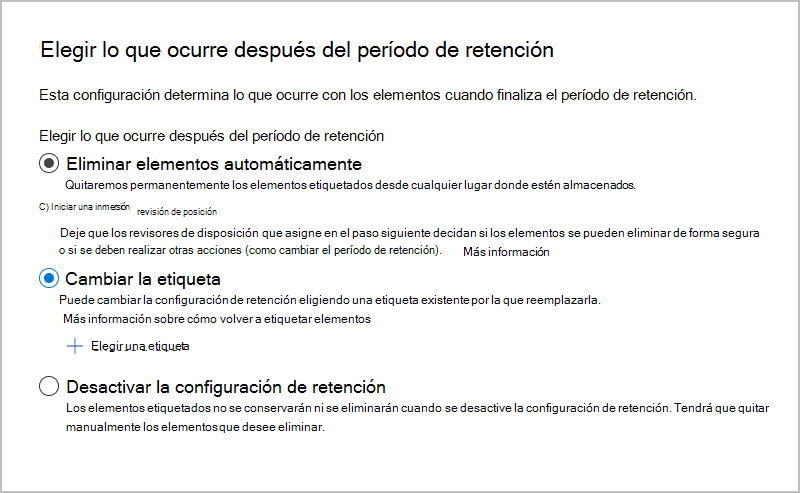 Elegir lo que ocurre después del período de retención
Esta configuración determina lo que ocurre con los elementos cuando finaliza el período de retención.
Elegir lo que ocurre después del período de retención
Eliminar elementos automáticamente
Quitaremos permanentemente los elementos etiquetados desde cualquier lugar donde estén almacenados.
C) Iniciar una inmersión revisión de posición
Deje que los revisores de disposición que asigne en el paso siguiente decidan si los elementos se pueden eliminar de forma segura
o si se deben realizar otras acciones (como cambiar el período de retención). Más información
Cambiar la etiqueta
Puede cambiar la configuración de retención eligiendo una etiqueta existente por la que reemplazarla.
Más información sobre cómo volver a etiquetar elementos
Elegir una etiqueta
Desactivar la configuración de retención
Los elementos etiquetados no se conservarán ni se eliminarán cuando se desactive la configuración de retención. Tendrá que quitar
manualmente los elementos que desee eliminar.